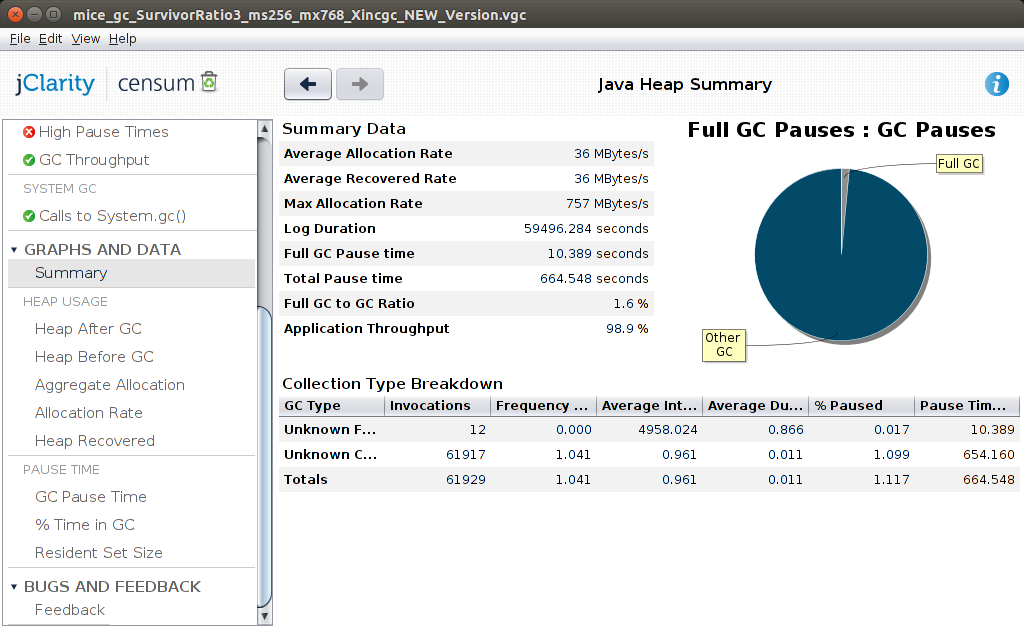 mice_gc_SurvivorRatio3_ms256_mx768_Xincgc_NEW_Version.vgc
File Edit View Help
jClarity censum
Java Heap Summary
High Pause Times
GC Throughput
SYSTEM GC
Calls to System.gc()
GRAPHS AND DATA
Summary
HEAP USAGE
Heap After GC
Heap Before GC
Aggregate Allocation
Allocation Rate
Heap Recovered
PAUSE TIME
GC Pause Time
% Time in GC
Resident Set Size
BUGS AND FEEDBACK
Feedback
Summary Data
Average Allocation Rate 36 MBytes/s
Average Recovered Rate 36 MBytes/s
Max Allocation Rate 757 MBytes/s
Log Duration 59496.284 seconds
Full GC Pause time 10.389 seconds
Total Pause time 664.548 seconds
Full GC to GC Ratio 1.6 %
Application Throughput 98.9 %
Full GC Pauses : GC Pauses
Full GC
Other
GC
Collection Type Breakdown
GC Type Invocations Frequency ... Average Int... Average Du... % Paused Pause Tim...
Unknown F... 12 0.000 4958.024 0.866 0.017 10.389
Unknown C... 61917 1.041 0.961 0.011 1.099 654.160
Totals 61929 1.041 0.961 0.011 1.117 664.548